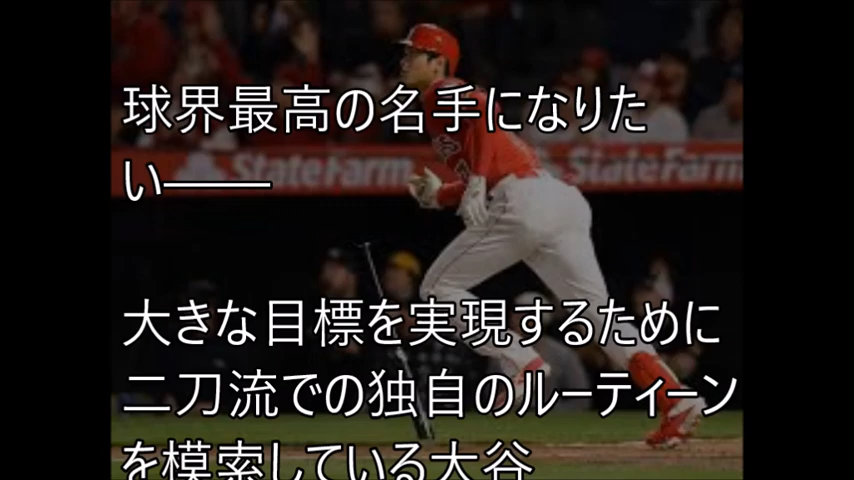 球界最高の名手になりた
い――
StateFarm
StateFarm
大きな目標を実現するために
二刀流での独自のルーティーン
を模索している大谷